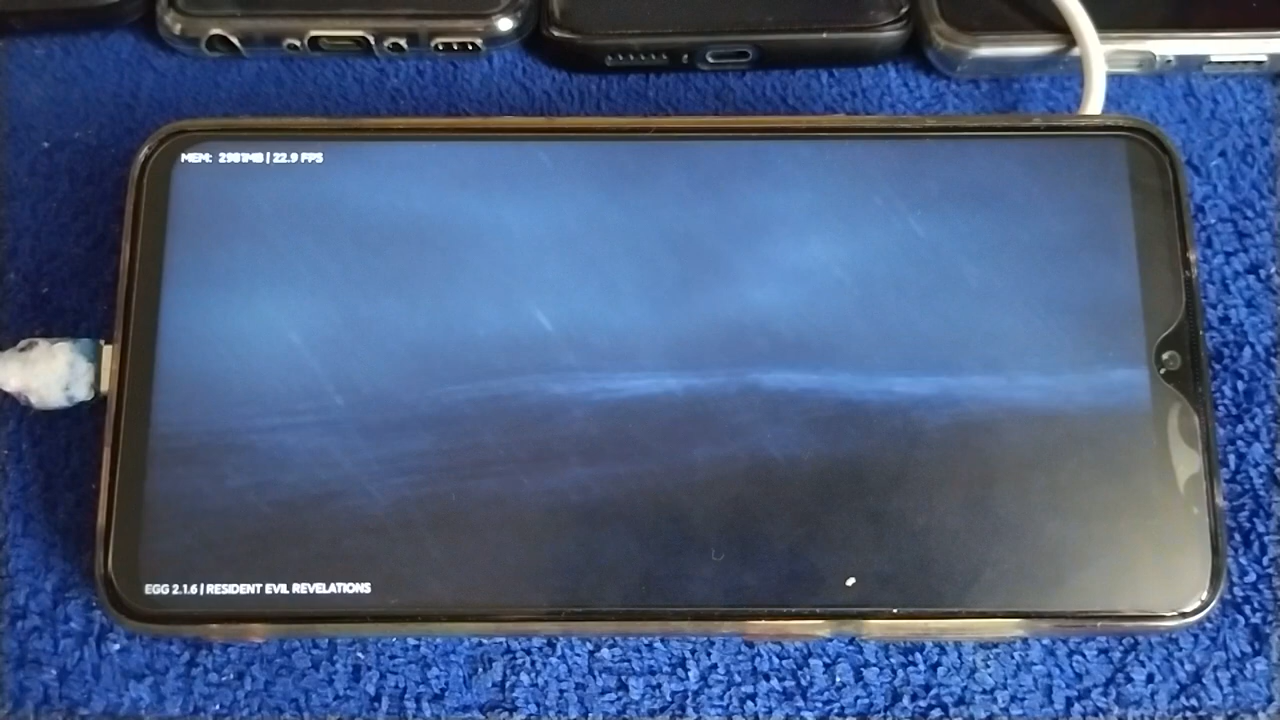 MEM: 2981MB | 22.9 FPS
EGG 2.1.6 | RESIDENT EVIL REVELATIONS